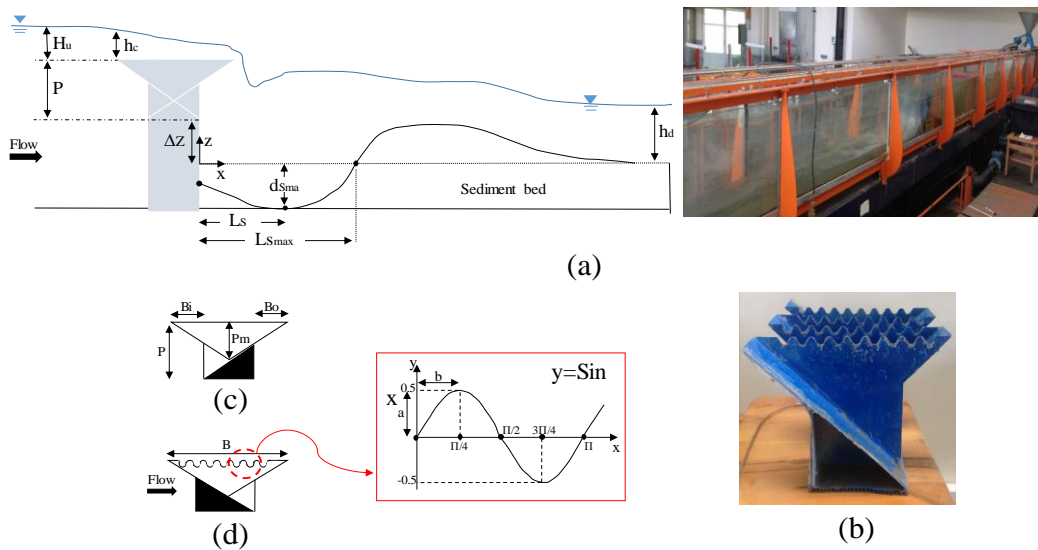 Hu
hc
P
ΔZ
z
x
Flow
dSma
Ls
Lsmax
hd
Sediment bed
(a)
Bi
Bo
P
Pm
(c)
B
Flow
(d)
y
b
y=Sin
0.5
X
a
Π/4
Π/2
3Π/4
Π
x
-0.5
(b)